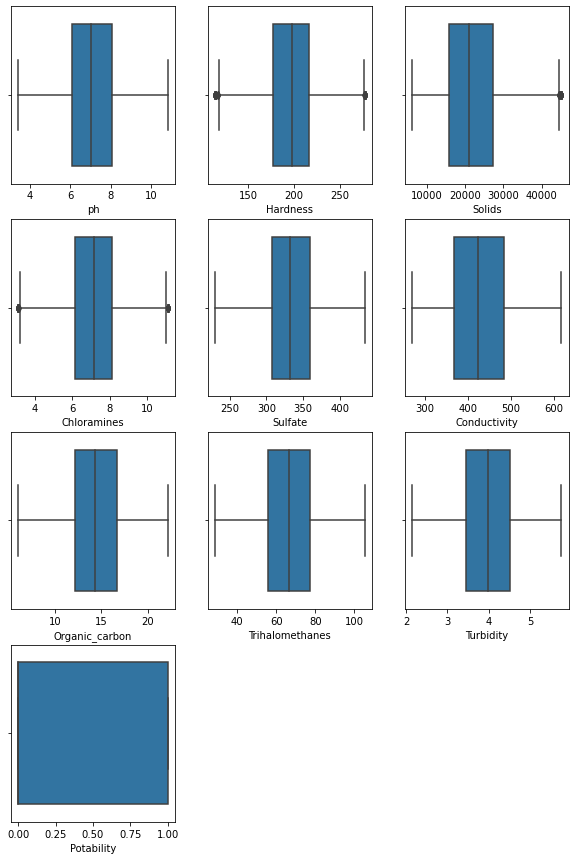 4 6 8 10
ph
150 200 250
Hardness
10000 20000 30000 40000
Solids
4 6 8 10
Chloramines
250 300 350 400
Sulfate
300 400 500 600
Conductivity
10 15 20
Organic_carbon
40 60 80 100
Trihalomethanes
2 3 4 5
Turbidity
0.00 0.25 0.50 0.75 1.00
Potability